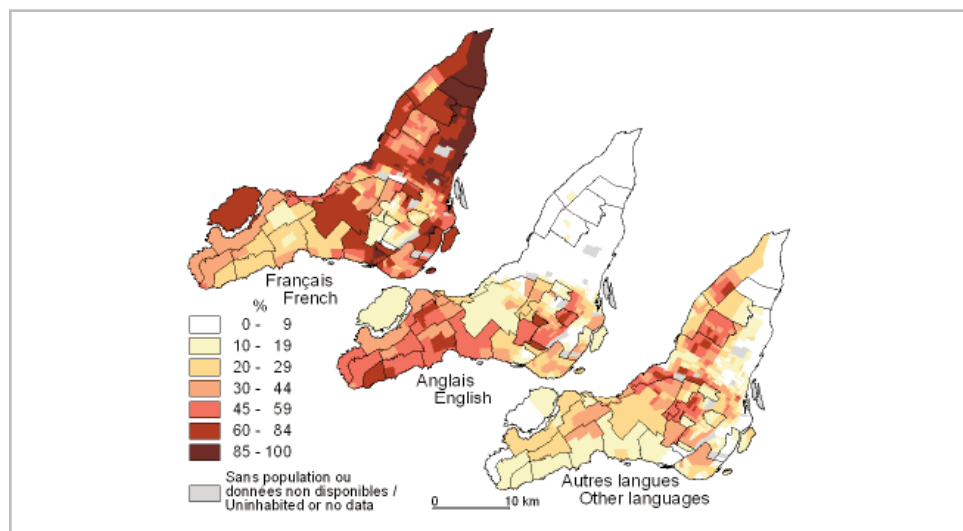 Français
French
%
0 - 9
10 - 19
20 - 29
30 - 44
45 - 59
60 - 84
85 - 100
Sans population ou
données non disponibles /
Uninhabited or no data
Anglais
English
0 10 km
Autres langues
Other languages